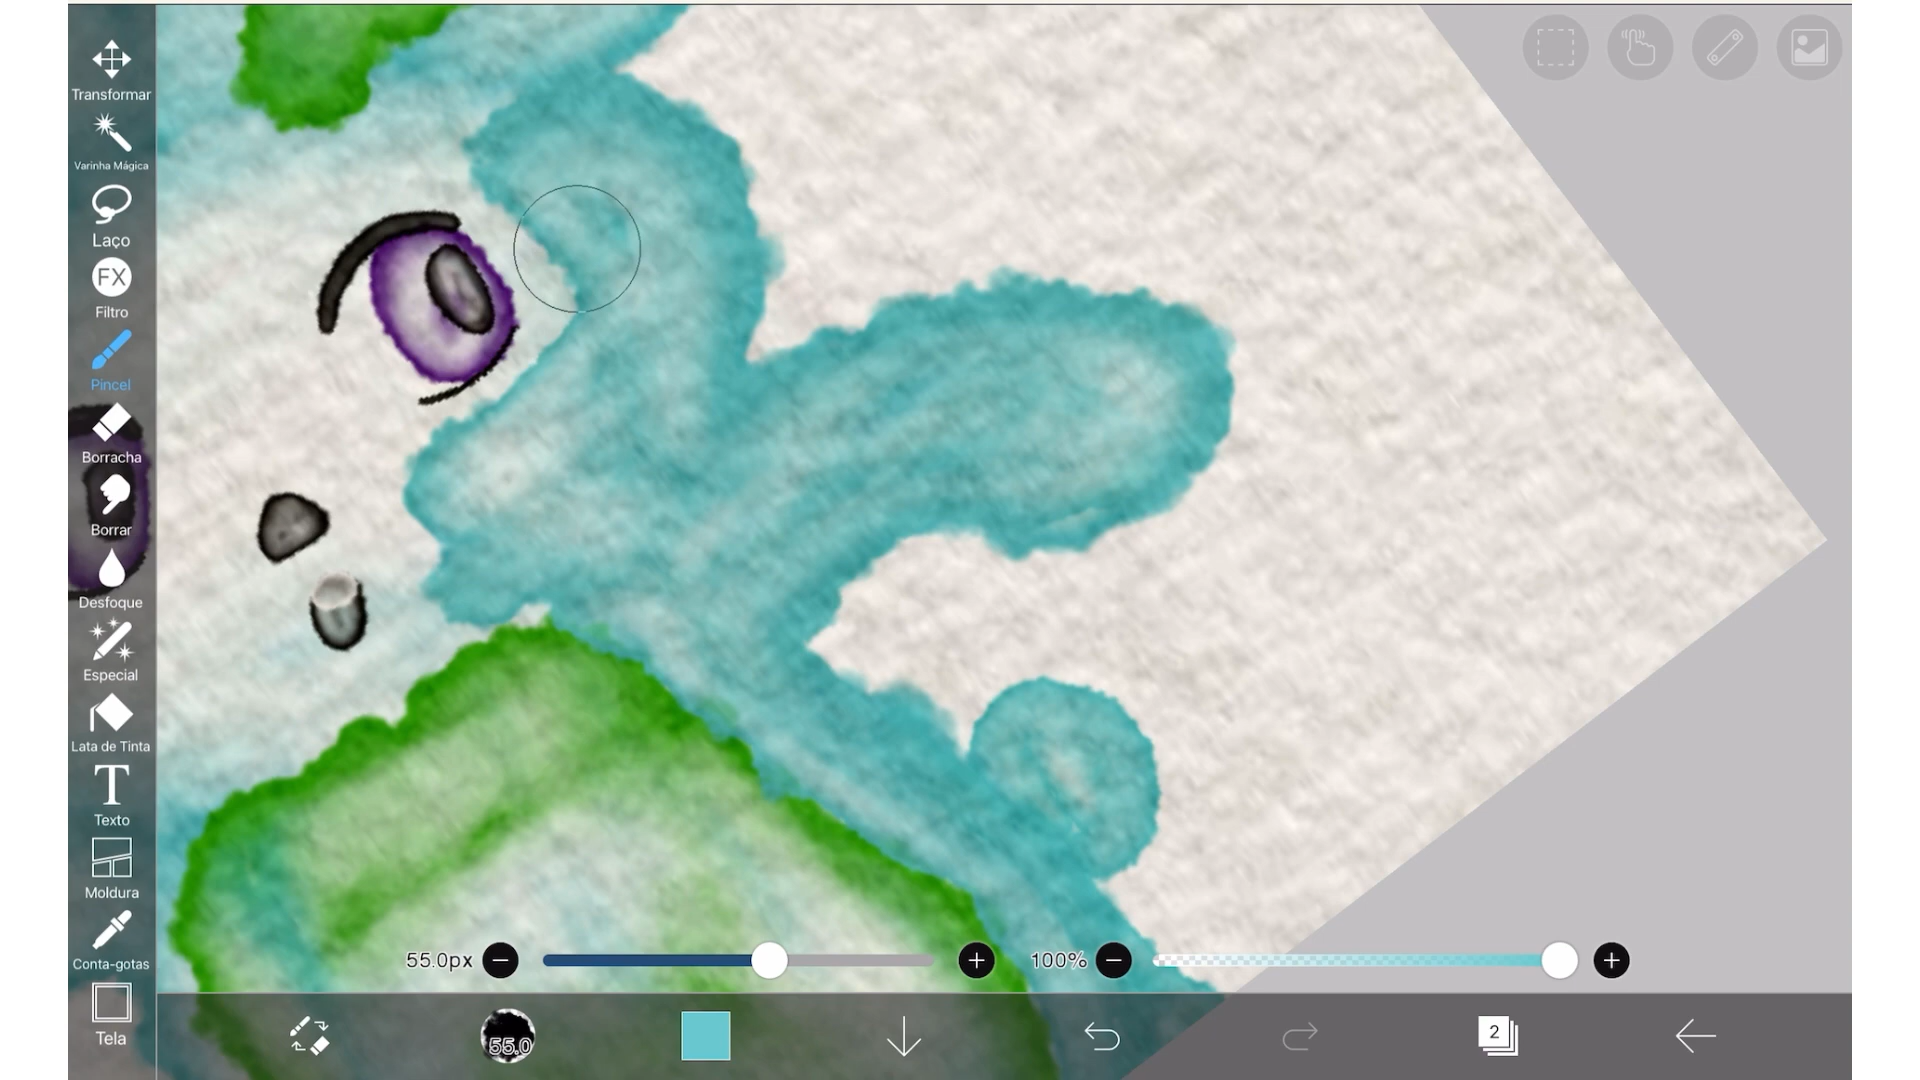 Transformar
Varinha Mágica
Laço
FX
Filtro
Pincel
Borracha
Borrar
Desfoque
Especial
Lata de Tinta
T
Texto
Moldura
Conta-gotas
Tela
55.0px
100%
55.0
2